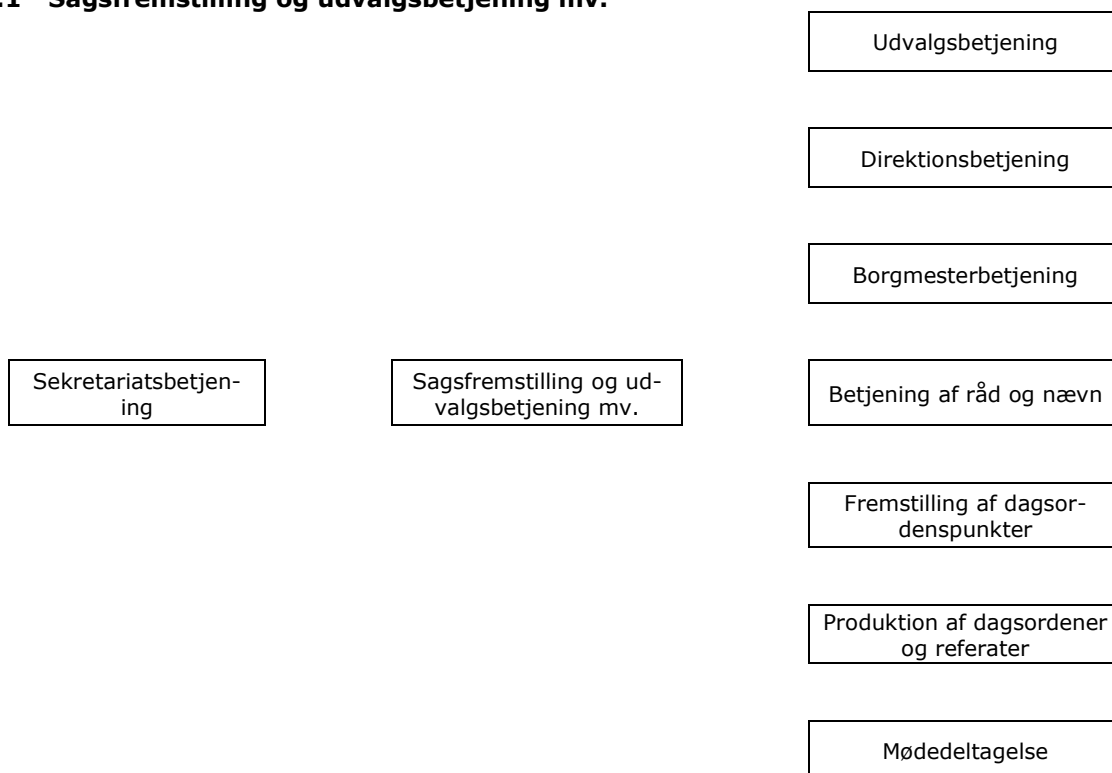 .1 Sagsfremstilling og udvalgsbetjening mv.
Udvalgsbetjening
Direktionsbetjening
Borgmesterbetjening
Sekretariatsbetjen-
ing
Sagsfremstilling og ud-
valgsbetjening mv.
Betjening af råd og nævn
Fremstilling af dagsor-
denspunkter
Produktion af dagsordener
og referater
Mødedeltagelse